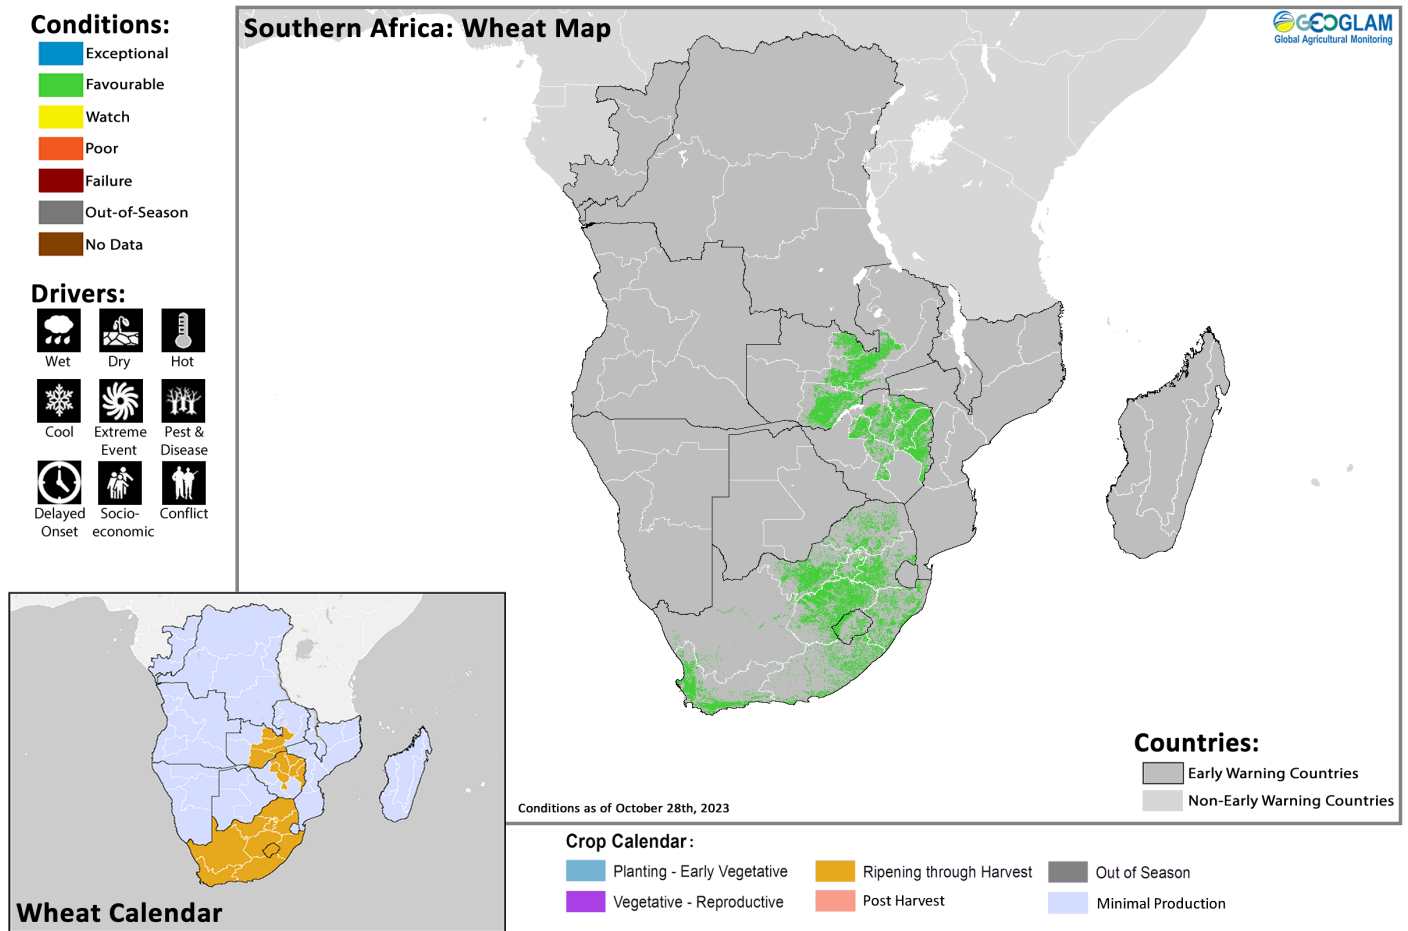 Conditions:
Exceptional
Favourable
Watch
Poor
Failure
Out-of-Season
No Data
Drivers:
Wet
Dry
Hot
Cool
Extreme
Event
Pest &
Disease
Delayed
Onset
Socio-
economic
Conflict
Southern Africa: Wheat Map
GEOGLAM
Global Agricultural Monitoring
Countries:
Early Warning Countries
Non-Early Warning Countries
Conditions as of October 28th, 2023
Wheat Calendar
Crop Calendar:
Planting - Early Vegetative
Ripening through Harvest
Out of Season
Vegetative - Reproductive
Post Harvest
Minimal Production